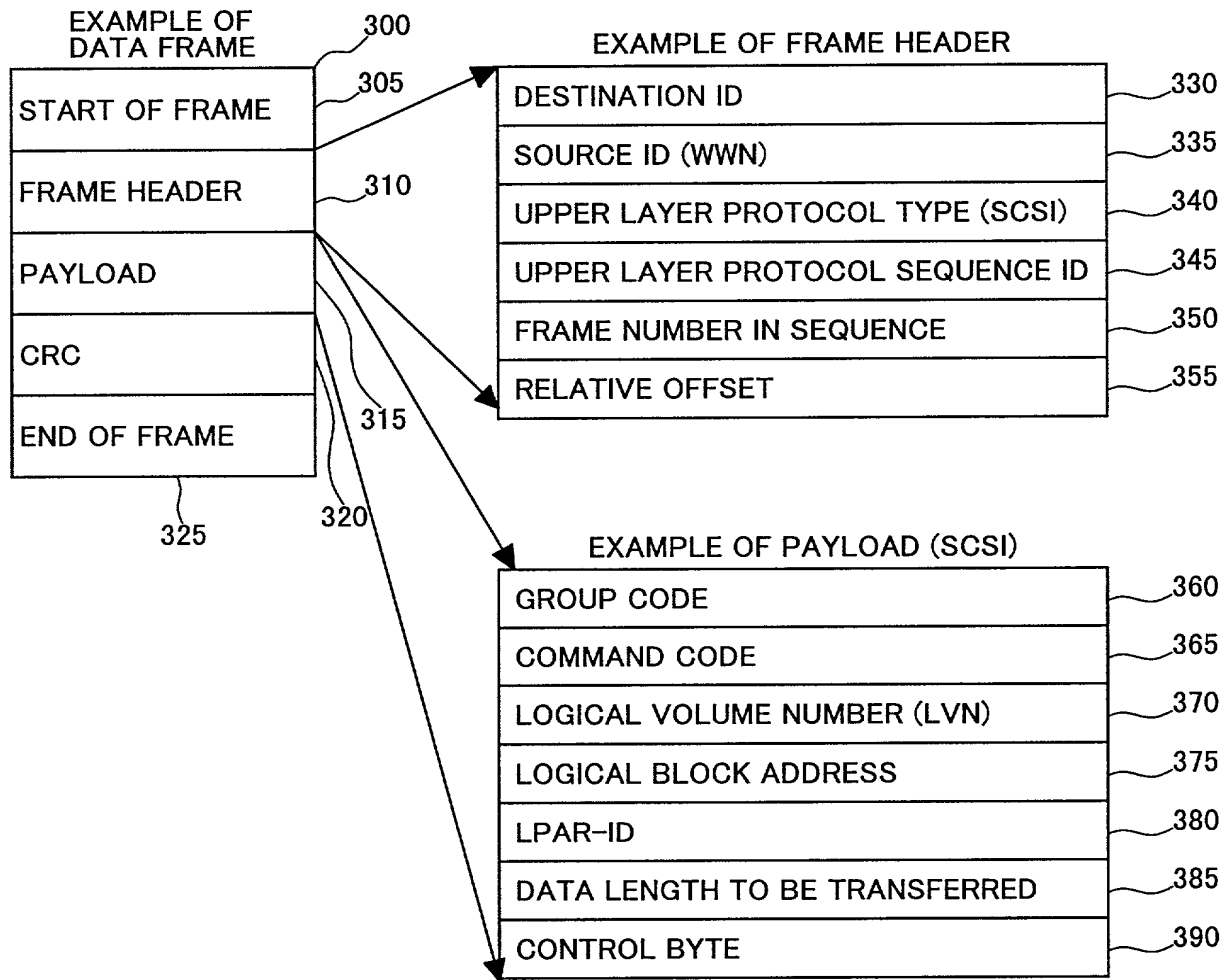 EXAMPLE OF
DATA FRAME
300
START OF FRAME
305
FRAME HEADER
310
PAYLOAD
315
CRC
320
END OF FRAME
325
EXAMPLE OF FRAME HEADER
DESTINATION ID
330
SOURCE ID (WWN)
335
UPPER LAYER PROTOCOL TYPE (SCSI)
340
UPPER LAYER PROTOCOL SEQUENCE ID
345
FRAME NUMBER IN SEQUENCE
350
RELATIVE OFFSET
355
EXAMPLE OF PAYLOAD (SCSI)
GROUP CODE
360
COMMAND CODE
365
LOGICAL VOLUME NUMBER (LVN)
370
LOGICAL BLOCK ADDRESS
375
LPAR-ID
380
DATA LENGTH TO BE TRANSFERRED
385
CONTROL BYTE
390